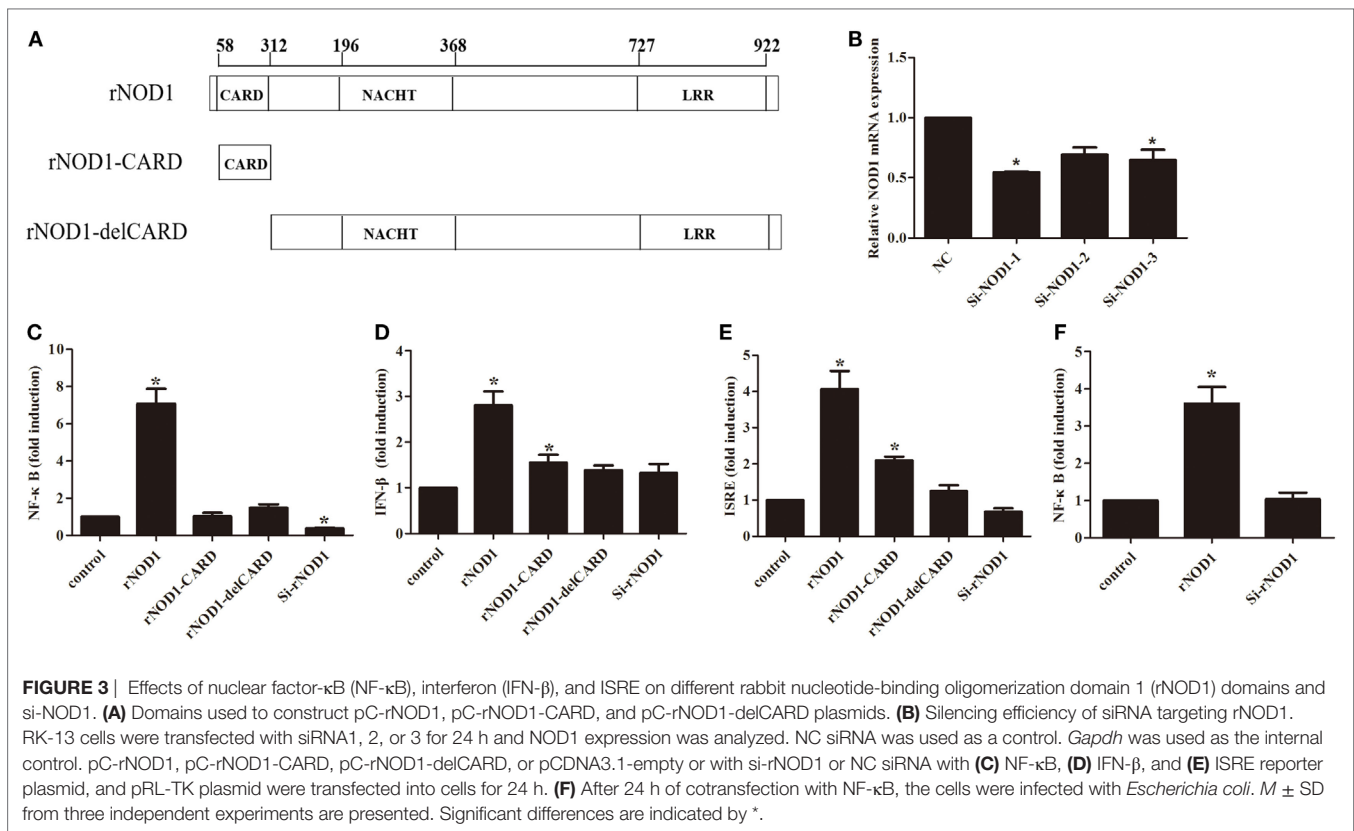 A
58 312 196 368 727 922
rNOD1
CARD NACHT LRR
rNOD1-CARD
CARD
rNOD1-delCARD
NACHT LRR
B
Relative NOD1 mRNA expression
1.5
1.0
0.5
0.0
* *
NC Si-NOD1-1 Si-NOD1-2 Si-NOD1-3
C
NF-κ B (fold induction)
10
8
6
4
2
0
* *
control rNOD1 rNOD1-CARD rNOD1-delCARD Si-rNOD1
D
IFN-β (fold induction)
4
3
2
1
0
* *
control rNOD1 rNOD1-CARD rNOD1-delCARD Si-rNOD1
E
ISRE (fold induction)
5
4
3
2
1
0
* *
control rNOD1 rNOD1-CARD rNOD1-delCARD Si-rNOD1
F
NF-κ B (fold induction)
5
4
3
2
1
0
*
control rNOD1 Si-rNOD1
FIGURE 3 | Effects of nuclear factor-κB (NF-κB), interferon (IFN-β), and ISRE on different rabbit nucleotide-binding oligomerization domain 1 (rNOD1) domains and
si-NOD1. (A) Domains used to construct pC-rNOD1, pC-rNOD1-CARD, and pC-rNOD1-delCARD plasmids. (B) Silencing efficiency of siRNA targeting rNOD1.
RK-13 cells were transfected with siRNA1, 2, or 3 for 24 h and NOD1 expression was analyzed. NC siRNA was used as a control. Gapdh was used as the internal
control. pC-rNOD1, pC-rNOD1-CARD, pC-rNOD1-delCARD, or pCDNA3.1-empty or with si-rNOD1 or NC siRNA with (C) NF-κB, (D) IFN-β, and (E) ISRE reporter
plasmid, and pRL-TK plasmid were transfected into cells for 24 h. (F) After 24 h of cotransfection with NF-κB, the cells were infected with Escherichia coli. M ± SD
from three independent experiments are presented. Significant differences are indicated by *.